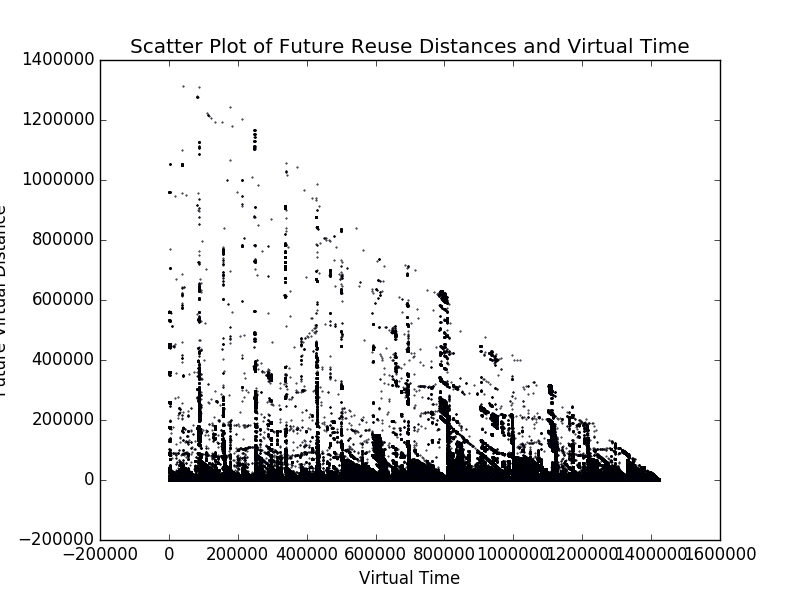 Scatter Plot of Future Reuse Distances and Virtual Time
1400000
1200000
1000000
800000
600000
400000
200000
0
−200000
Future Virtual Distance
−200000 0 200000 400000 600000 800000 1000000 1200000 1400000 1600000
Virtual Time